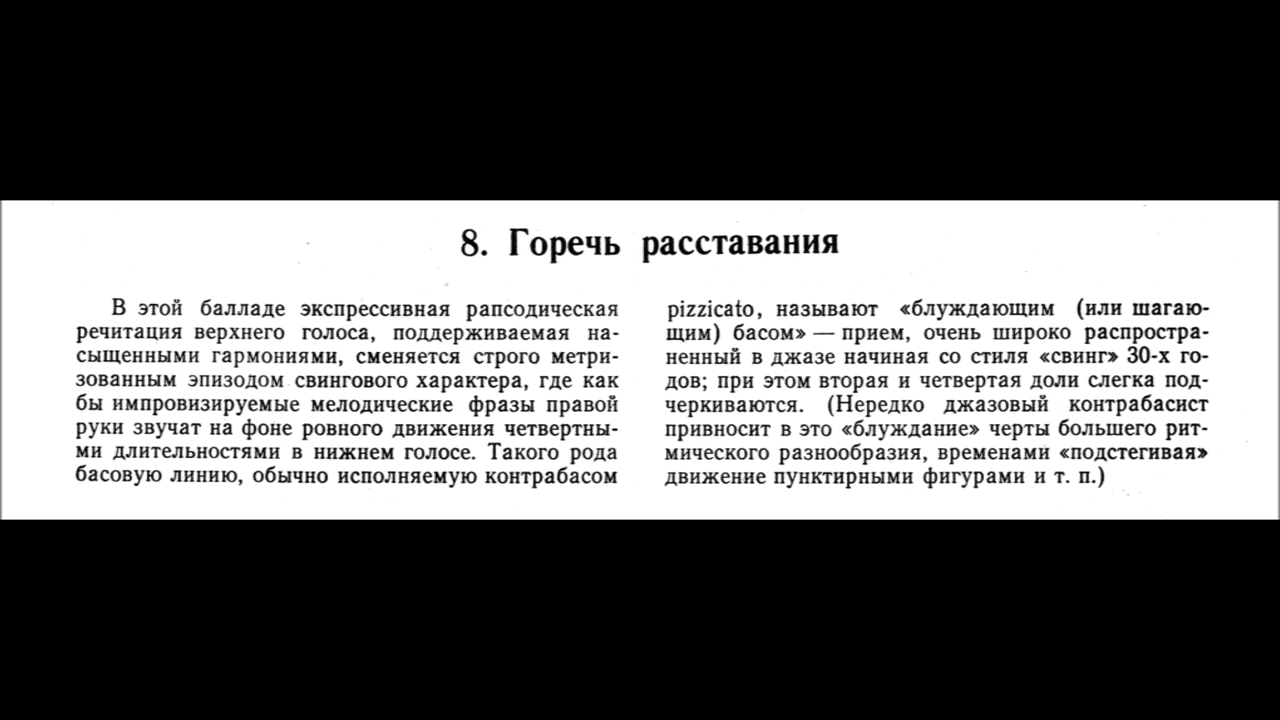 8. Горечь расставания
В этой балладе экспрессивная рапсодическая
речитация верхнего голоса, поддерживаемая на-
сыщенными гармониями, сменяется строго метри-
зованным эпизодом свингового характера, где как
бы импровизируемые мелодические фразы правой
руки звучат на фоне ровного движения четвертны-
ми длительностями в нижнем голосе. Такого рода
басовую линию, обычно исполняемую контрабасом
pizzicato, называют «блуждающим (или шагаю-
щим) басом» — прием, очень широко распростра-
ненный в джазе начиная со стиля «свинг» 30-х го-
дов; при этом вторая и четвертая доли слегка под-
черкиваются. (Нередко джазовый контрабасист
привносит в это «блуждание» черты большего рит-
мического разнообразия, временами «подстегивая»
движение пунктирными фигурами и т. п.)